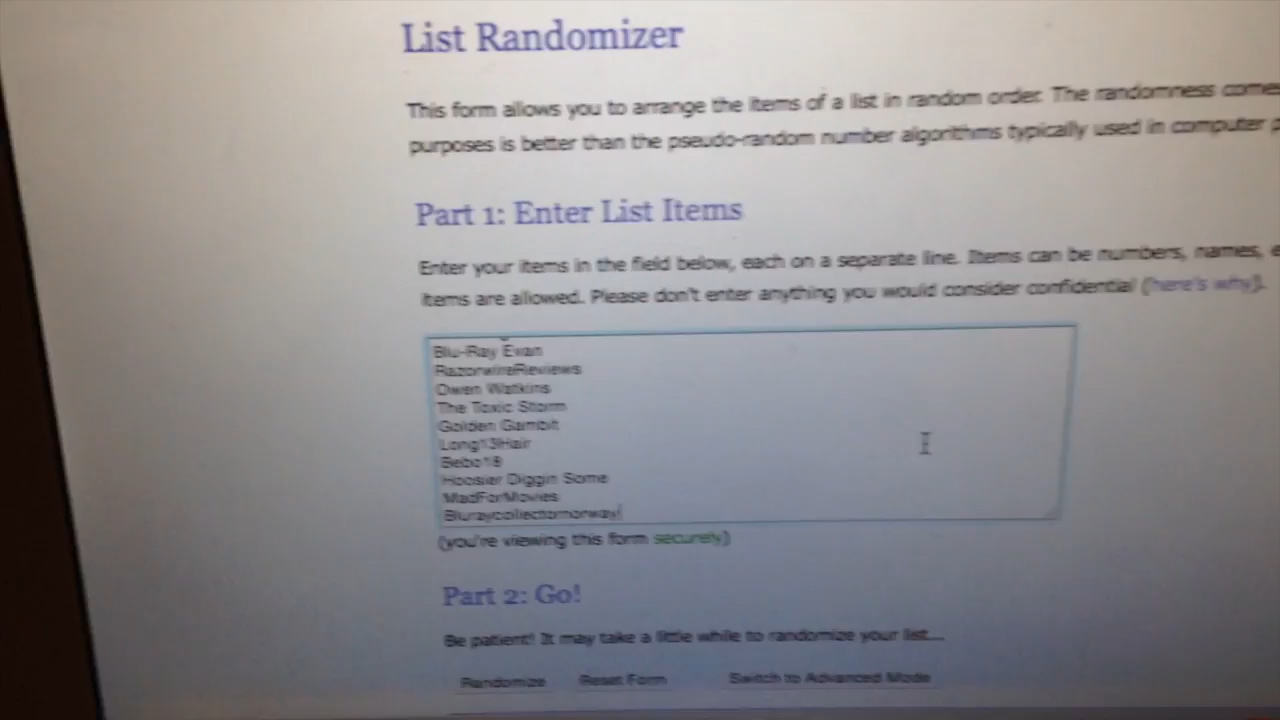 List Randomizer
This form allows you to arrange the items of a list in random order. The randomness comes
purposes is better than the pseudo-random number algorithms typically used in computer
Part 1: Enter List Items
Enter your items in the field below, each on a separate line. Items can be numbers, names,
items are allowed. Please don't enter anything you would consider confidential (here's why).
Blu-Ray Evan
RazorwireReviews
Owen Watkins
The Toxic Storm
Golden Gambit
Long13Hair
Bebo18
Hoosier Diggin Some
MadForMovies
Bluraycollectornorway
(you're viewing this form securely)
Part 2: Go!
Be patient! It may take a little while to randomize your list...
Randomize Reset Form Switch to Advanced Mode